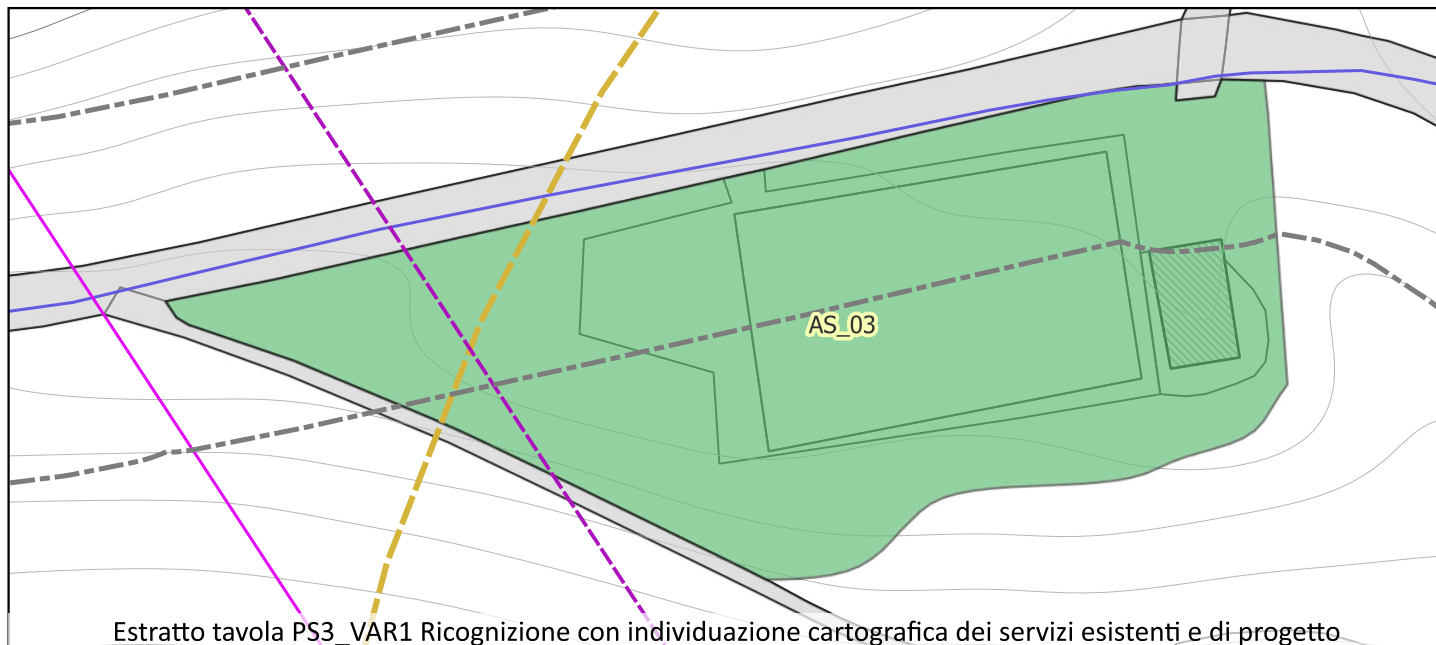 AS_03
Estratto tavola PS3_VAR1 Ricognizione con individuazione cartografica dei servizi esistenti e di progetto